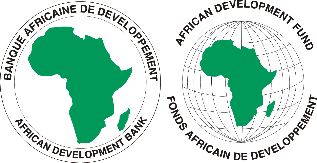 BANQUE AFRICAINE DE DEVELOPPEMENT
AFRICAN DEVELOPMENT BANK
AFRICAN DEVELOPMENT FUND
FONDS AFRICAIN DE DEVELOPPEMENT